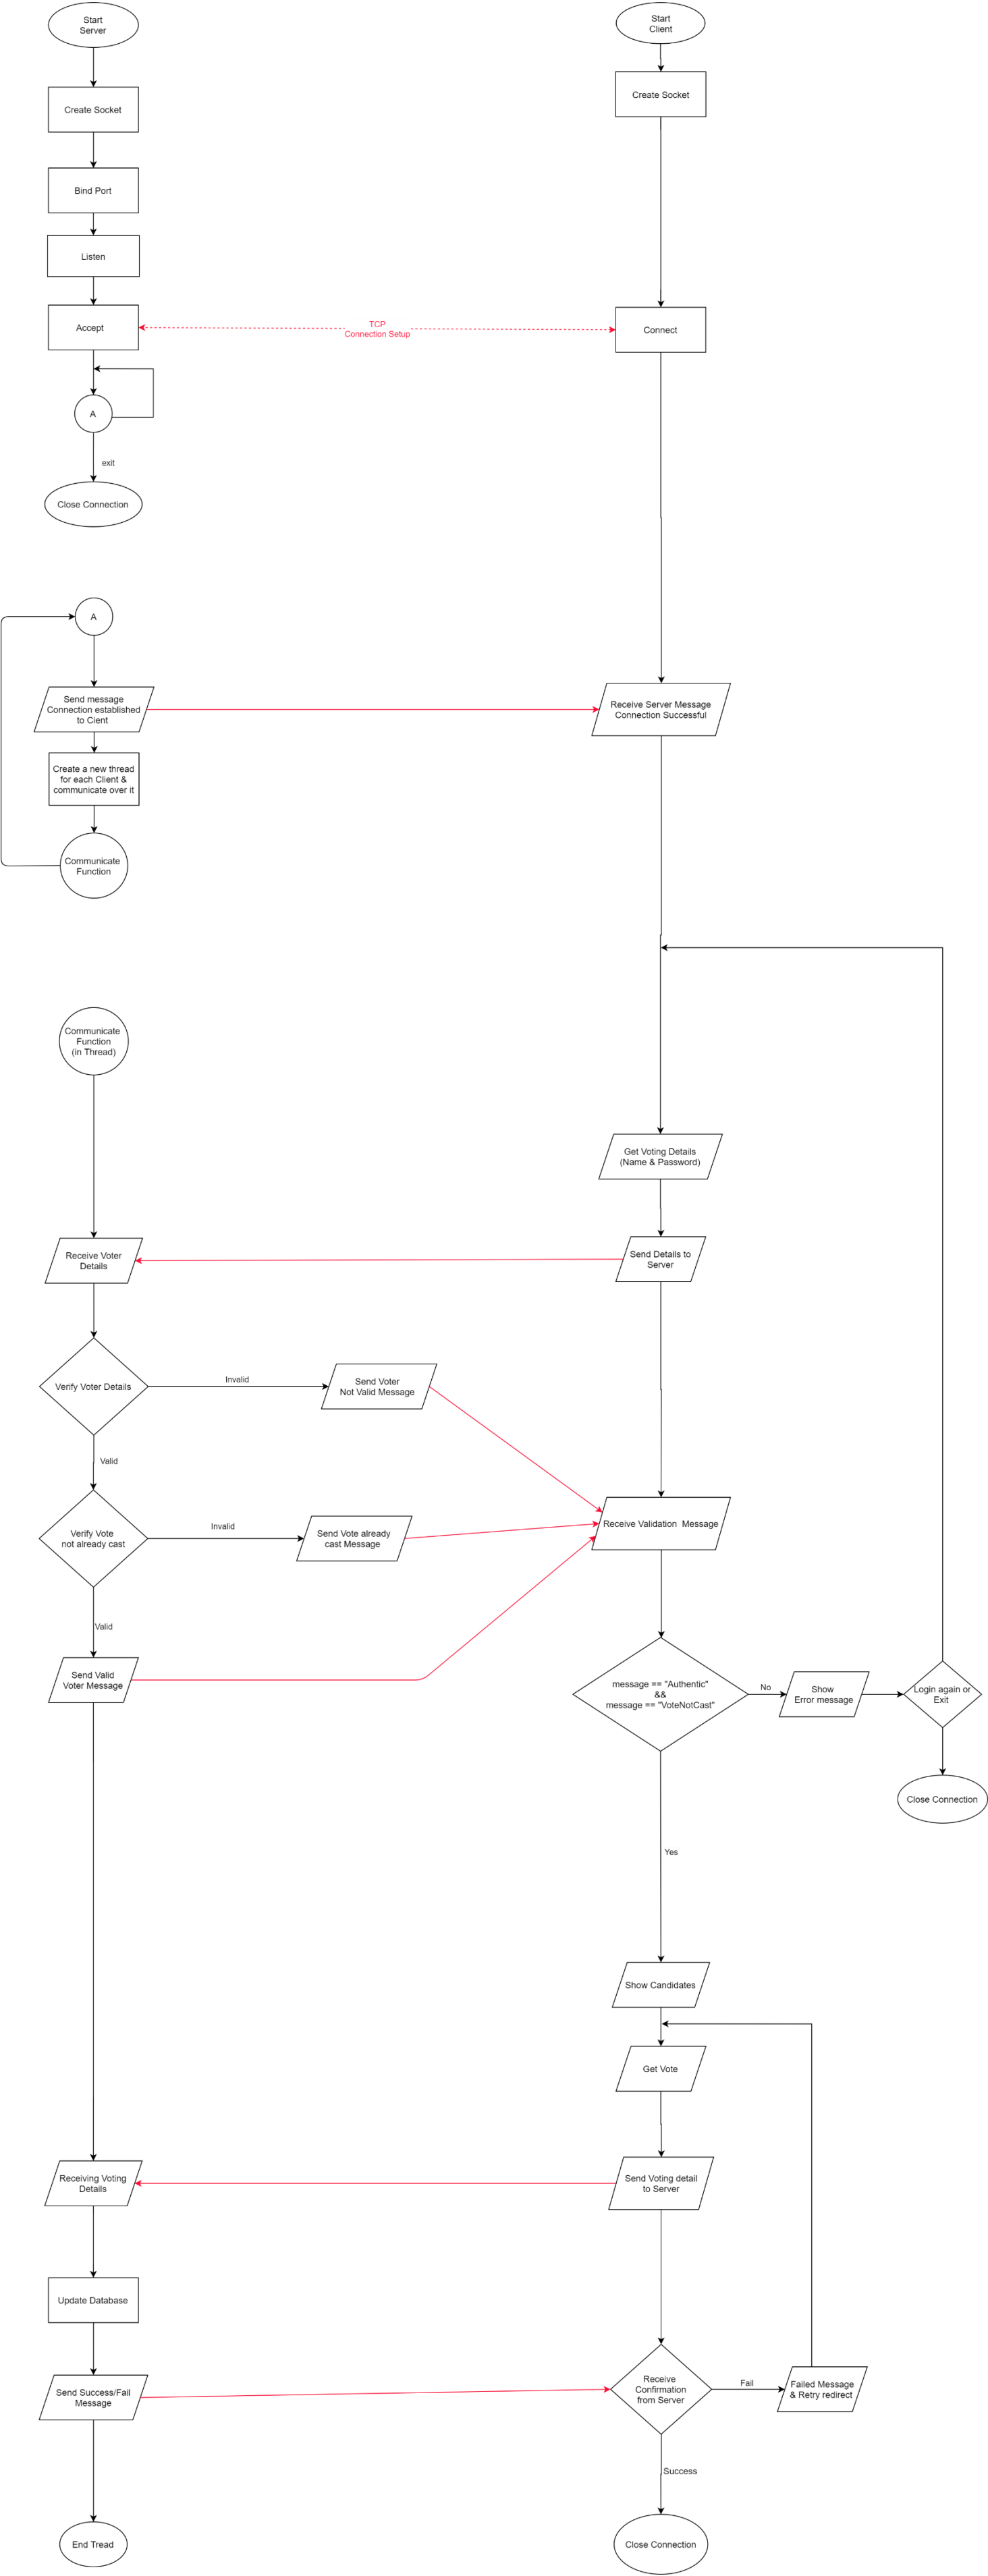 Start
Server
Start
Client
Create Socket
Create Socket
Bind Port
Listen
Accept
TCP
Connection Setup
Connect
A
exit
Close Connection
A
Send message
Connection established
to Cient
Receive Server Message
Connection Successful
Create a new thread
for each Client &
communicate over it
Communicate
Function
Communicate
Function
(in Thread)
Get Voting Details
(Name & Password)
Receive Voter
Details
Send Details to
Server
Verify Voter Details
Invalid
Send Voter
Not Valid Message
Valid
Verify Vote
not already cast
Invalid
Send Vote already
cast Message
Receive Validation  Message
Valid
Send Valid
Voter Message
message == "Authentic"
&&
message == "VoteNotCast"
No
Show
Error message
Login again or
Exit
Close Connection
Yes
Show Candidates
Get Vote
Receiving Voting
Details
Send Voting detail
to Server
Update Database
Send Success/Fail
Message
Receive
Confirmation
from Server
Fail
Failed Message
& Retry redirect
Success
End Tread
Close Connection